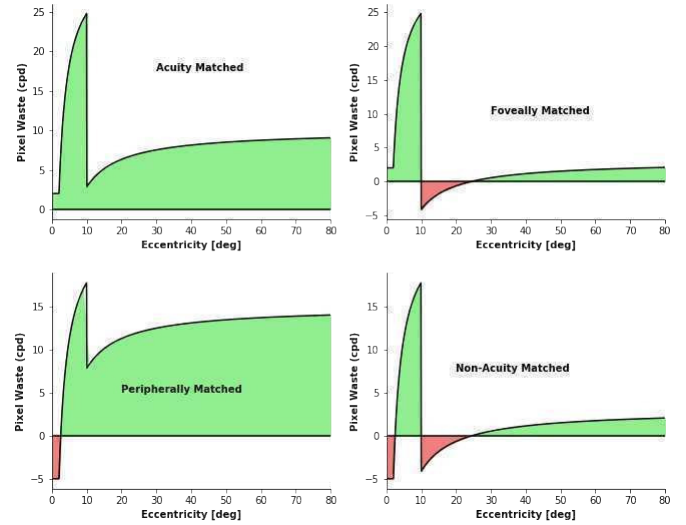 25
20
15
10
5
0
Pixel Waste (cpd)
Acuity Matched
0 10 20 30 40 50 60 70 80
Eccentricity [deg]
25
20
15
10
5
0
−5
Pixel Waste (cpd)
Foveally Matched
0 10 20 30 40 50 60 70 80
Eccentricity [deg]
15
10
5
0
−5
Pixel Waste (cpd)
Peripherally Matched
0 10 20 30 40 50 60 70 80
Eccentricity [deg]
15
10
5
0
−5
Pixel Waste (cpd)
Non-Acuity Matched
0 10 20 30 40 50 60 70 80
Eccentricity [deg]